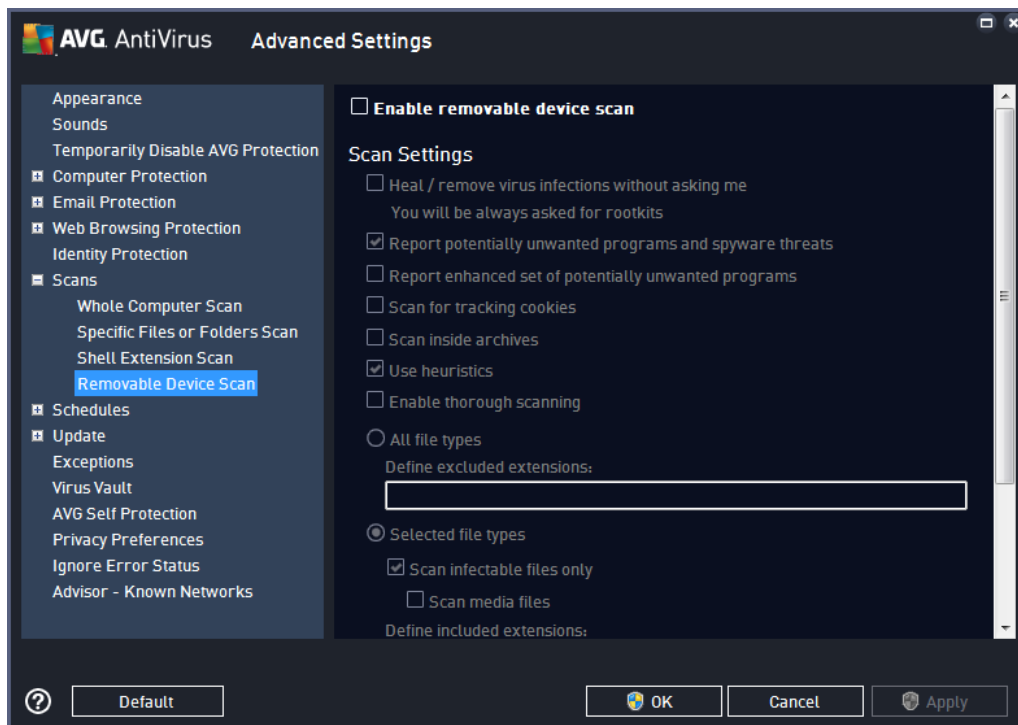 AVG AntiVirus Advanced Settings
Appearance
Sounds
Temporarily Disable AVG Protection
Computer Protection
Email Protection
Web Browsing Protection
Identity Protection
Scans
Whole Computer Scan
Specific Files or Folders Scan
Shell Extension Scan
Removable Device Scan
Schedules
Update
Exceptions
Virus Vault
AVG Self Protection
Privacy Preferences
Ignore Error Status
Advisor - Known Networks
Enable removable device scan
Scan Settings
Heal / remove virus infections without asking me
You will be always asked for rootkits
Report potentially unwanted programs and spyware threats
Report enhanced set of potentially unwanted programs
Scan for tracking cookies
Scan inside archives
Use heuristics
Enable thorough scanning
All file types
Define excluded extensions:
Selected file types
Scan infectable files only
Scan media files
Define included extensions:
? Default OK Cancel Apply